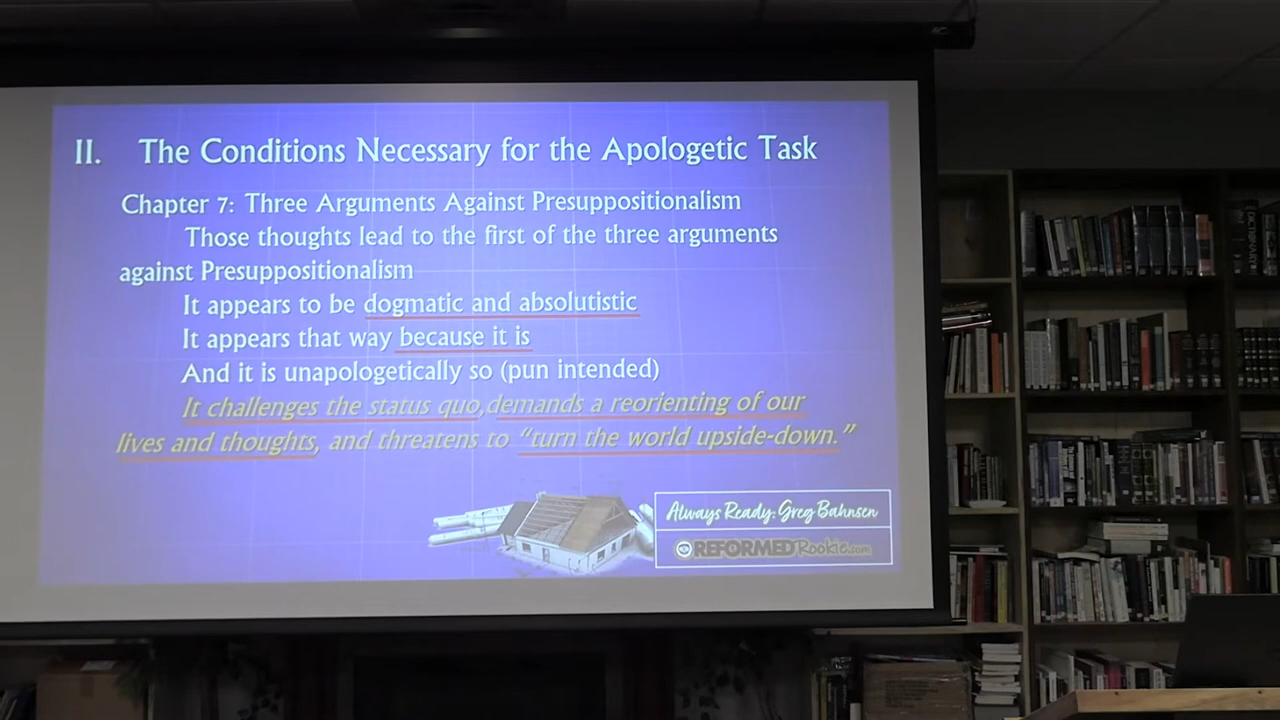 II. The Conditions Necessary for the Apologetic Task
Chapter 7: Three Arguments Against Presuppositionalism
Those thoughts lead to the first of the three arguments
against Presuppositionalism
It appears to be dogmatic and absolutistic
It appears that way because it is
And it is unapologetically so (pun intended)
It challenges the status quo, demands a reorienting of our
lives and thoughts, and threatens to “turn the world upside-down.”
Always Ready: Greg Bahnsen
REFORMEDRookie.com
DICTIONARY